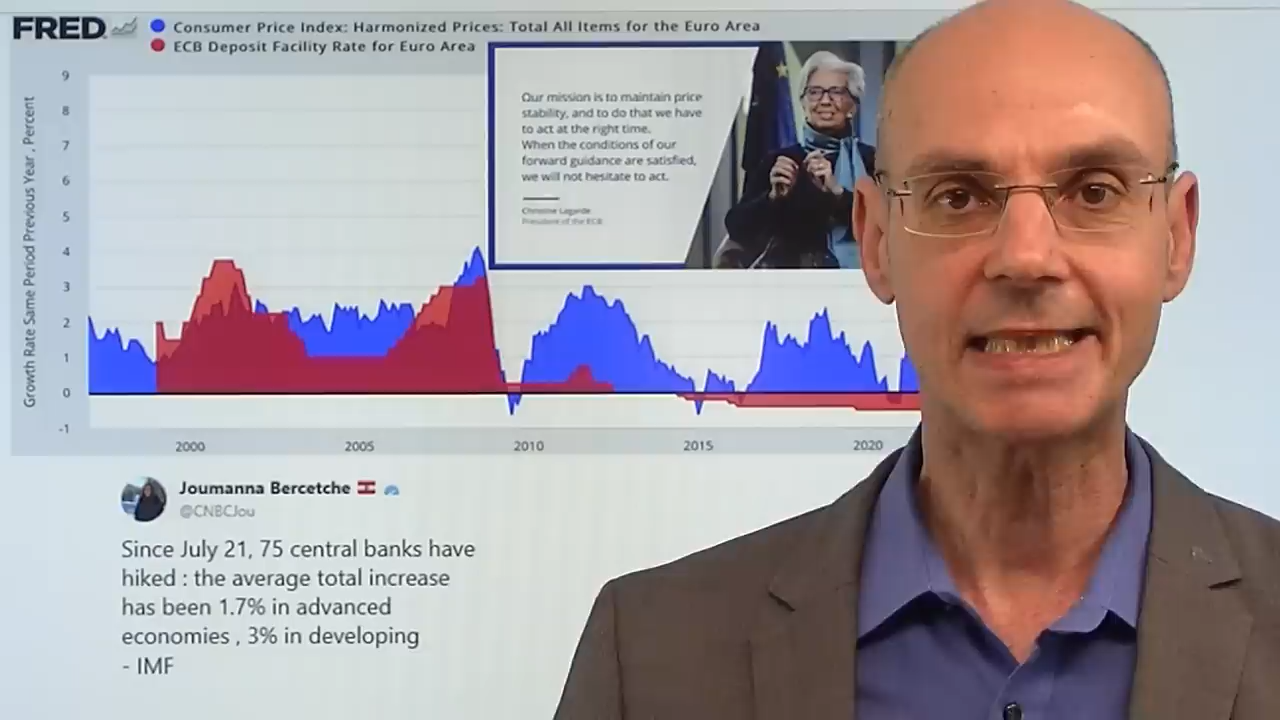 FRED
Consumer Price Index: Harmonized Prices: Total All Items for the Euro Area
ECB Deposit Facility Rate for Euro Area
Growth Rate Same Period Previous Year , Percent
9
8
7
6
5
4
3
2
1
0
-1
2000
2005
2010
2015
2020
Our mission is to maintain price
stability, and to do that we have
to act at the right time.
When the conditions of our
forward guidance are satisfied,
we will not hesitate to act.
Christine Lagarde
President of the ECB
Joumanna Bercetche
@CNBCJou
Since July 21, 75 central banks have
hiked : the average total increase
has been 1.7% in advanced
economies , 3% in developing
- IMF